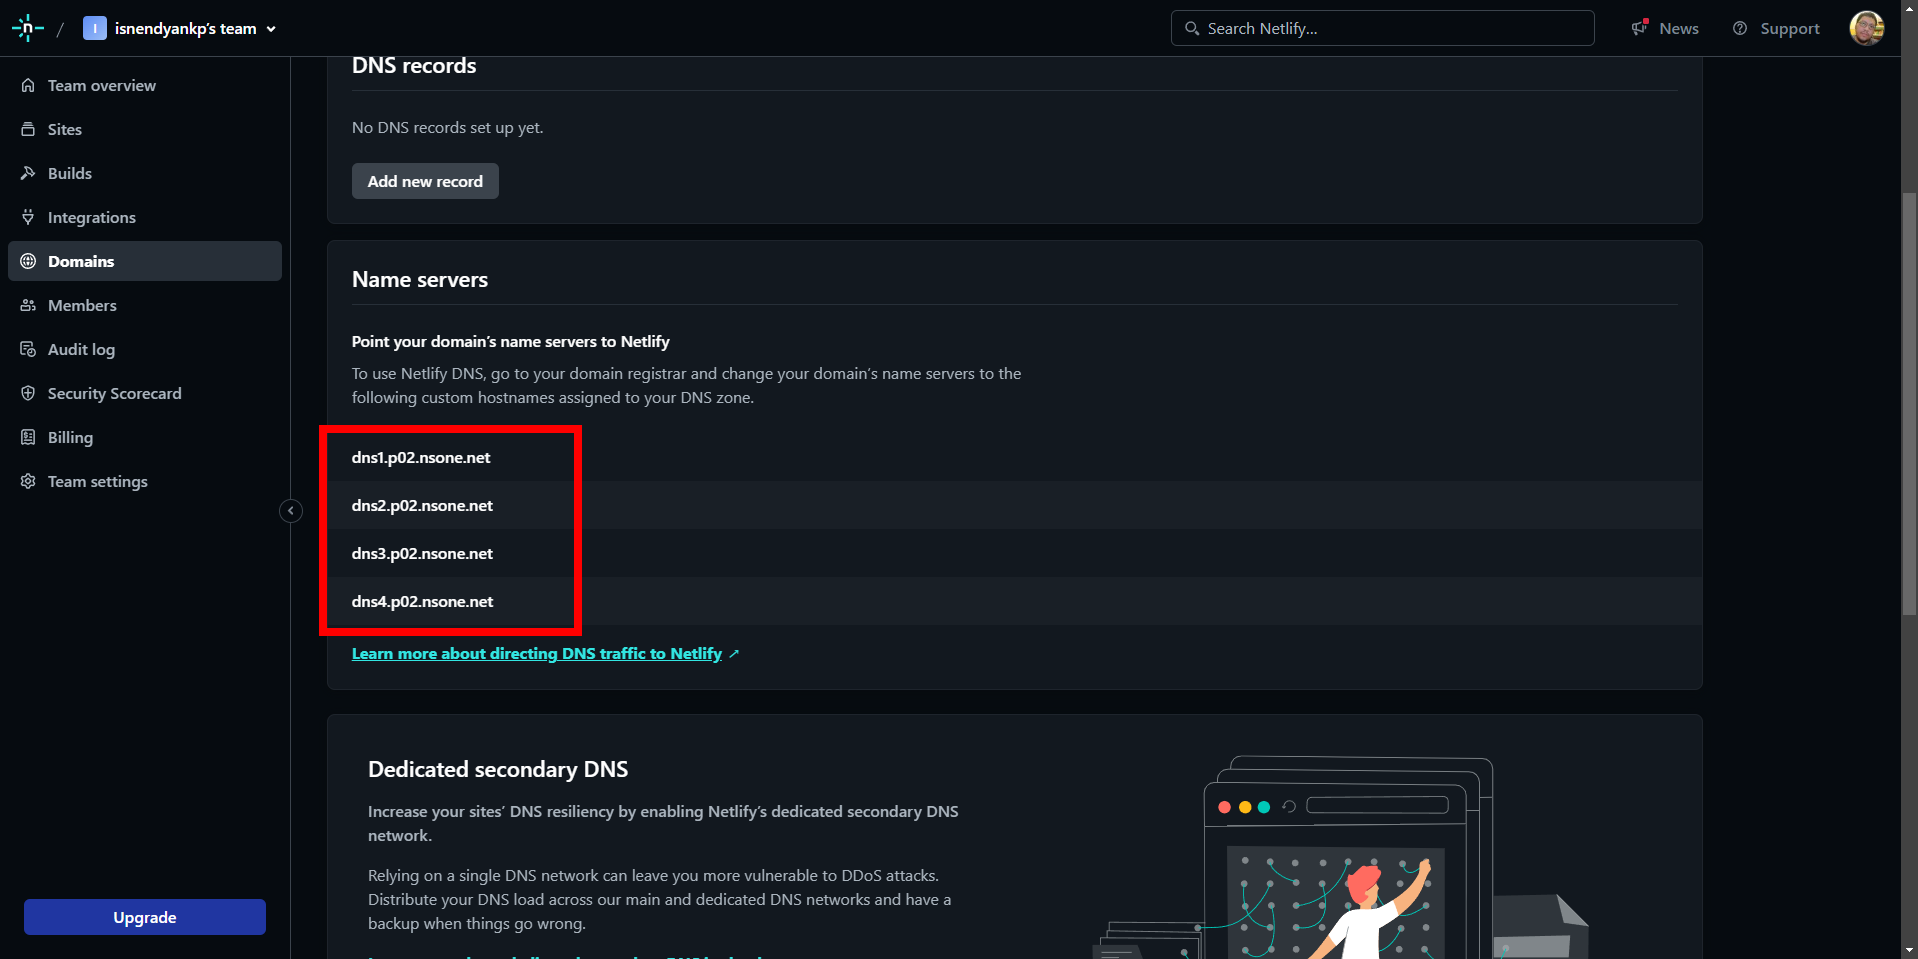 n / I isnendyankp's team
Search Netlify...
News
Support
Team overview
Sites
Builds
Integrations
Domains
Members
Audit log
Security Scorecard
Billing
Team settings
Upgrade
DNS records
No DNS records set up yet.
Add new record
Name servers
Point your domain's name servers to Netlify
To use Netlify DNS, go to your domain registrar and change your domain's name servers to the
following custom hostnames assigned to your DNS zone.
dns1.p02.nsone.net
dns2.p02.nsone.net
dns3.p02.nsone.net
dns4.p02.nsone.net
Learn more about directing DNS traffic to Netlify ↗
Dedicated secondary DNS
Increase your sites' DNS resiliency by enabling Netlify's dedicated secondary DNS
network.
Relying on a single DNS network can leave you more vulnerable to DDoS attacks.
Distribute your DNS load across our main and dedicated DNS networks and have a
backup when things go wrong.